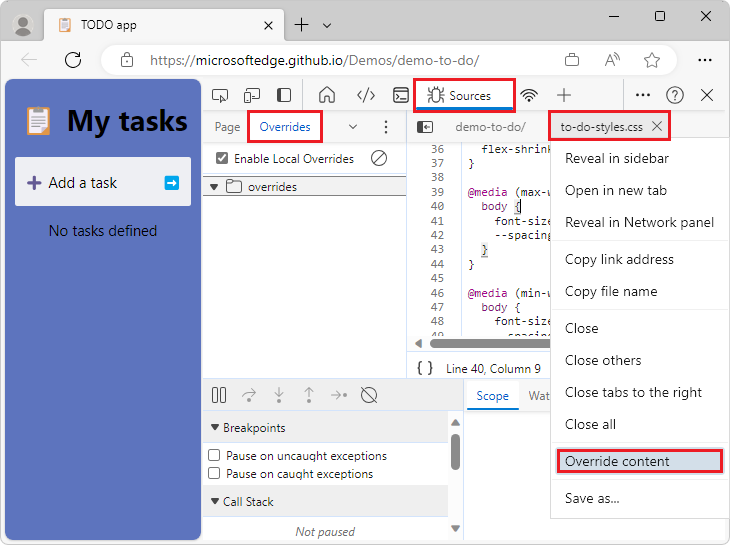 TODO app
https://microsoftedge.github.io/Demos/demo-to-do/
My tasks
Add a task
No tasks defined
Sources
Page
Overrides
demo-to-do/
to-do-styles.css
Enable Local Overrides
overrides
36 flex-shrink
37 }
38
39 @media (max-w
40 body {
41 font-size
42 --spacing
43 }
44 }
45
46 @media (min-w
47 body {
48 font-size
49 --spacing
{ } Line 40, Column 9
Reveal in sidebar
Open in new tab
Reveal in Network panel
Copy link address
Copy file name
Close
Close others
Close tabs to the right
Close all
Override content
Save as...
Breakpoints
Pause on uncaught exceptions
Pause on caught exceptions
Call Stack
Not paused
Scope
Wat